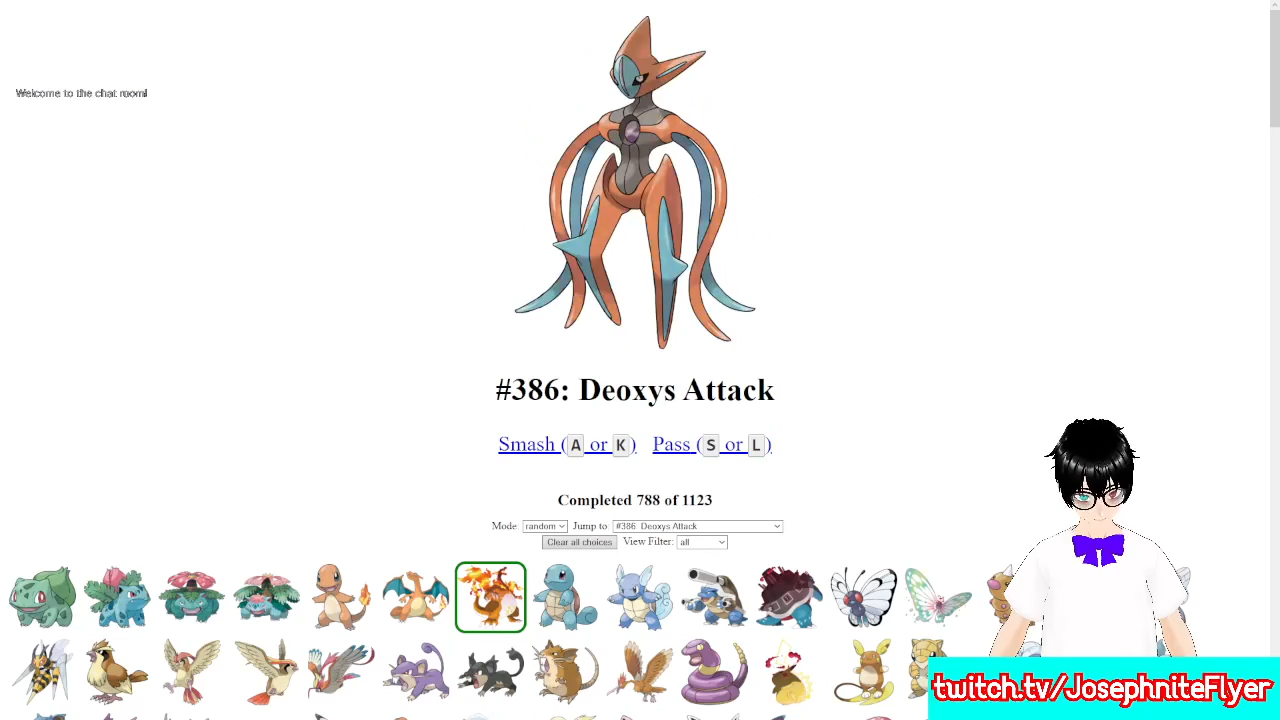 Welcome to the chat room!
#386: Deoxys Attack
Smash (A or K) Pass (S or L)
Completed 788 of 1123
Mode: random Jump to: #386: Deoxys Attack
Clear all choices View Filter: all
twitch.tv/JosephniteFlyer